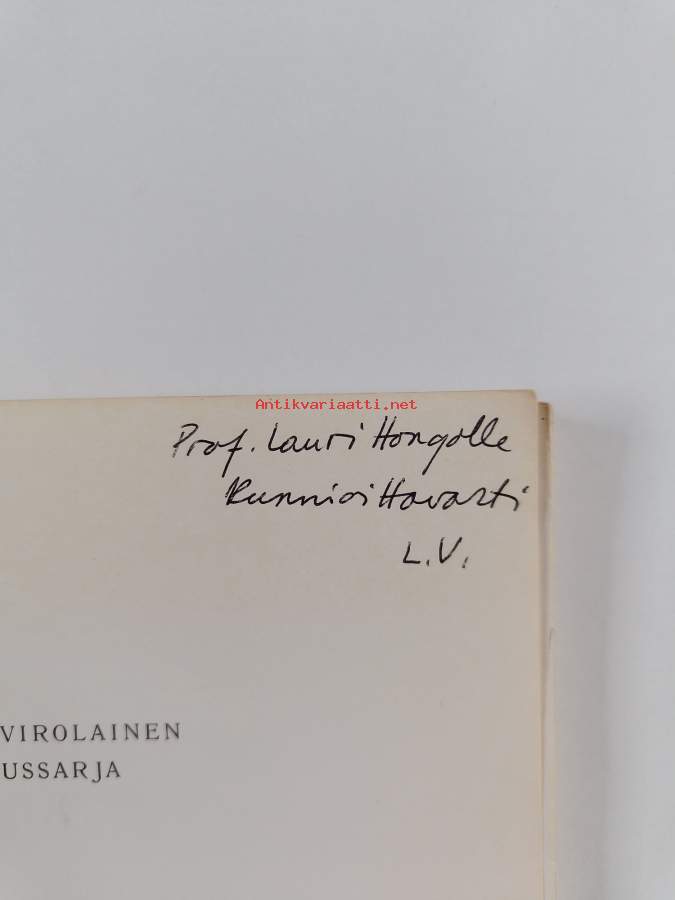 Antikvariaatti.net
Prof. Lauri Hongolle
Kunnioittavasti
L.V.
VIROLAINEN
USSARJA